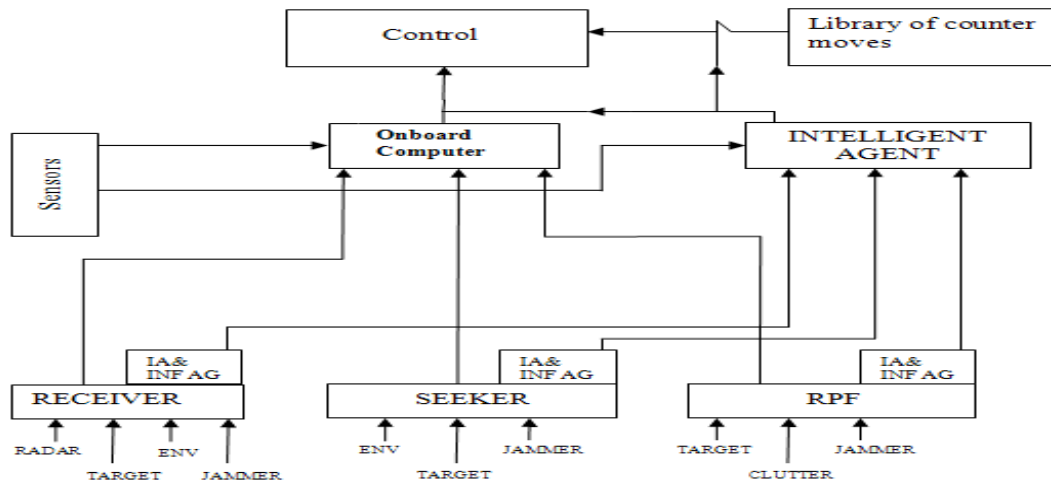 Control
Library of counter
moves
Onboard
Computer
INTELLIGENT
AGENT
Sensors
IA&
INF AG
IA&
INF AG
IA&
INF AG
RECEIVER
SEEKER
RPF
RADAR
TARGET
ENV
JAMMER
ENV
TARGET
JAMMER
TARGET
CLUTTER
JAMMER